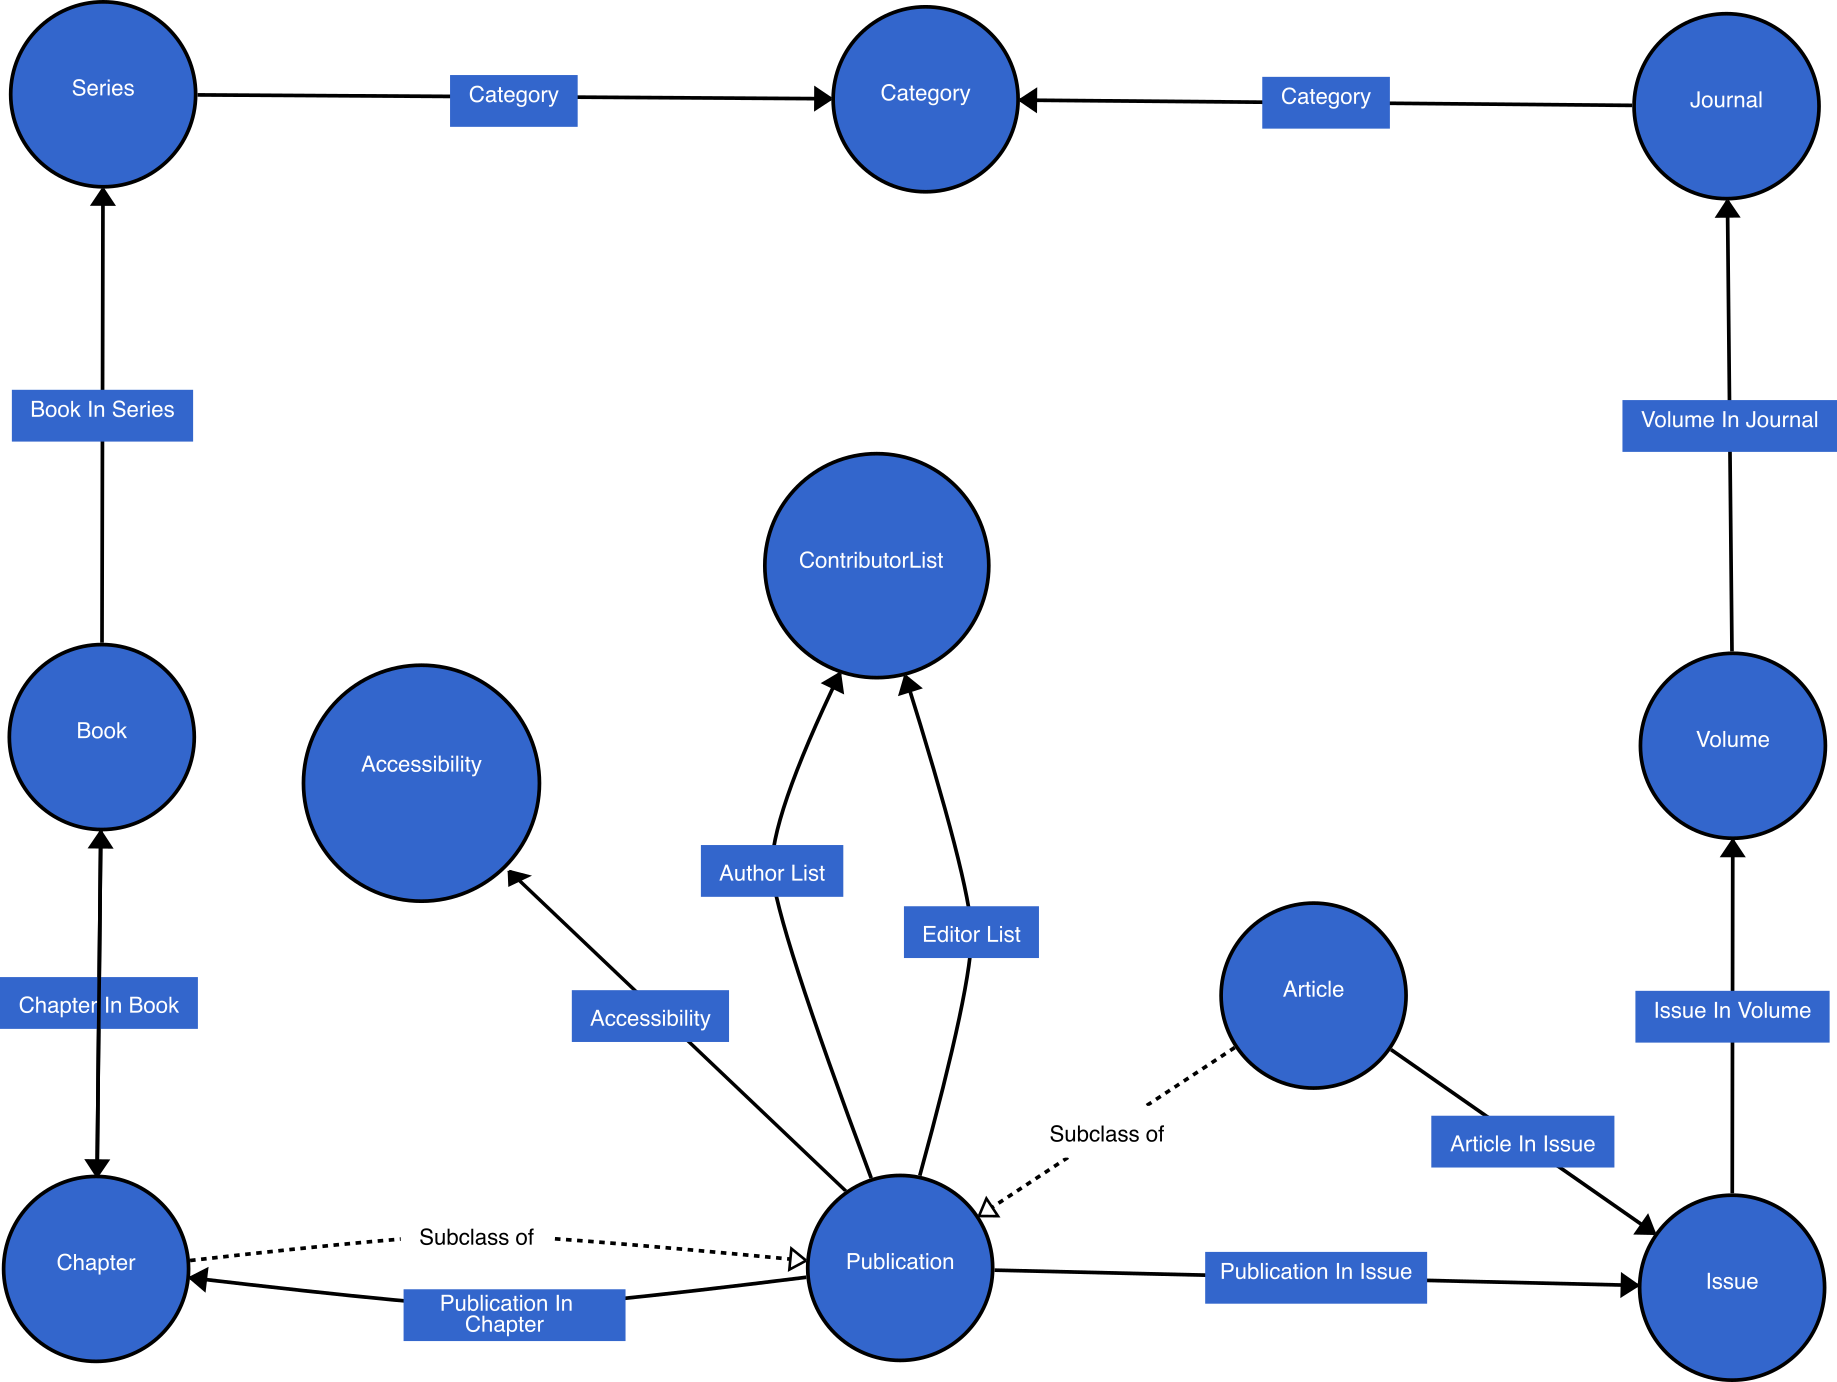 Series
Category
Category
Category
Journal
Book In Series
Volume In Journal
ContributorList
Book
Accessibility
Volume
Author List
Editor List
Article
Chapter In Book
Accessibility
Issue In Volume
Subclass of
Article In Issue
Subclass of
Chapter
Publication
Publication In Issue
Issue
Publication In
Chapter